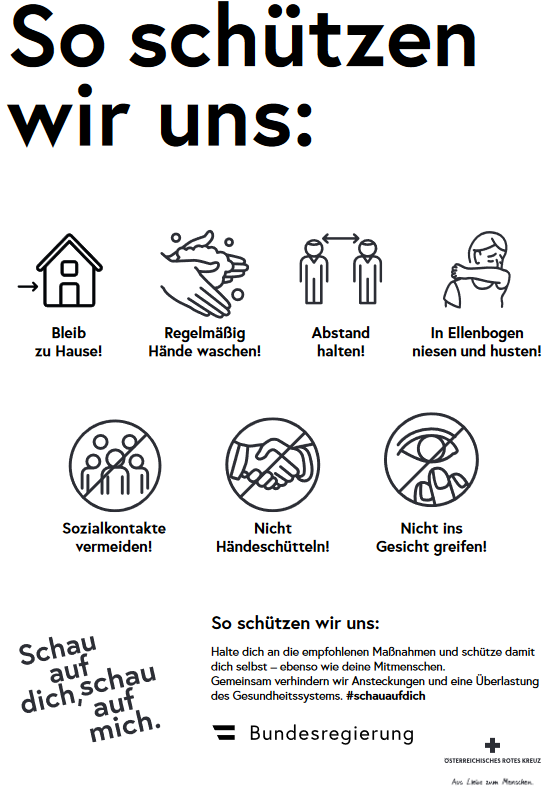 So schützen
wir uns:
Bleib
zu Hause!
Regelmäßig
Hände waschen!
Abstand
halten!
In Ellenbogen
niesen und husten!
Sozialkontakte
vermeiden!
Nicht
Händeschütteln!
Nicht ins
Gesicht greifen!
Schau
auf
dich,schau
auf
mich.
So schützen wir uns:
Halte dich an die empfohlenen Maßnahmen und schütze damit
dich selbst – ebenso wie deine Mitmenschen.
Gemeinsam verhindern wir Ansteckungen und eine Überlastung
des Gesundheitssystems. #schauaufdich
Bundesregierung
ÖSTERREICHISCHES ROTES KREUZ
Aus Liebe zum Menschen.